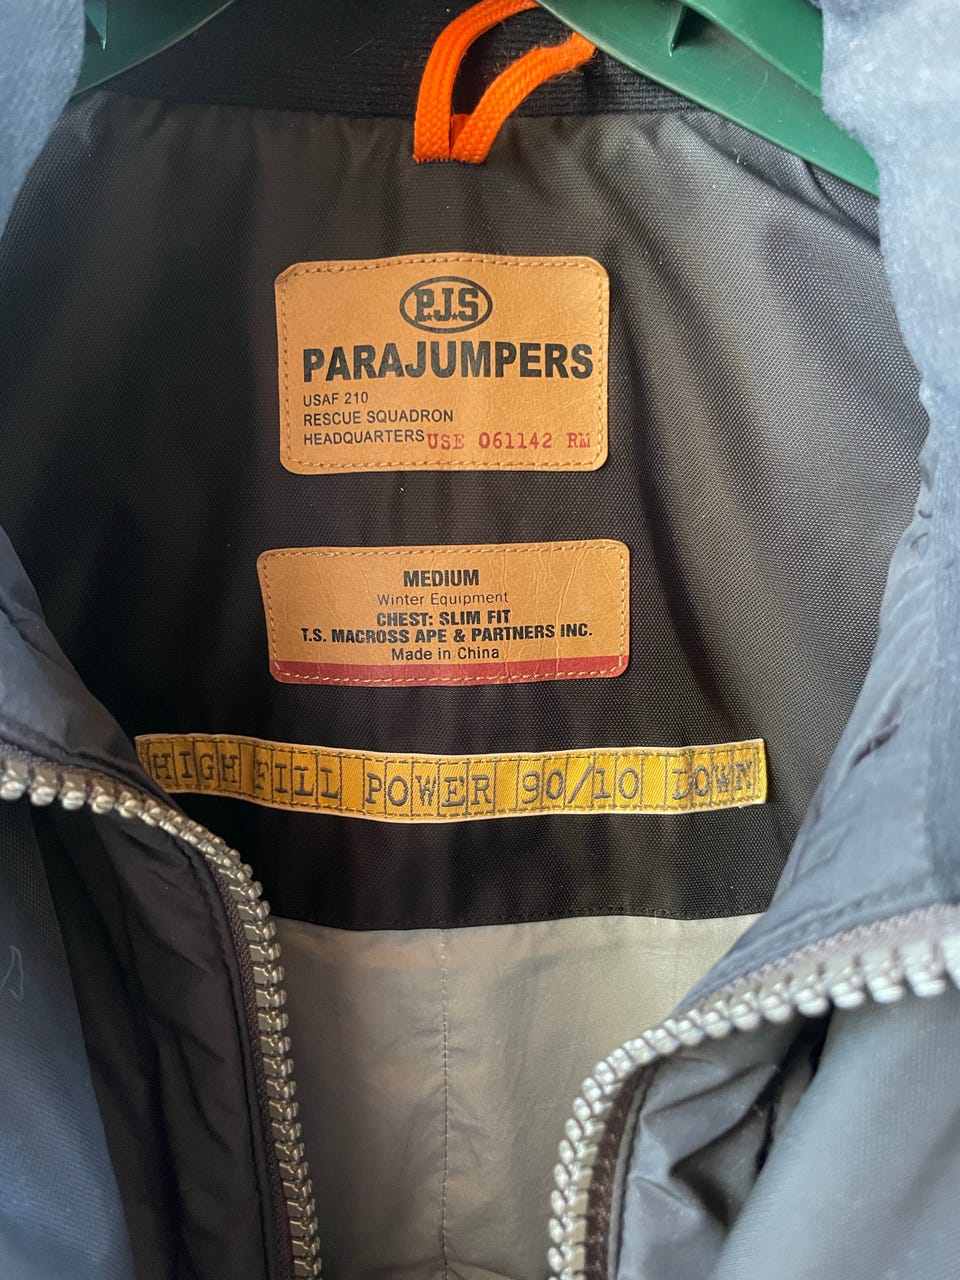 P.J.S
PARAJUMPERS
USAF 210
RESCUE SQUADRON
HEADQUARTERS USE 061142 RM
MEDIUM
Winter Equipment
CHEST: SLIM FIT
T.S. MACROSS APE & PARTNERS INC.
Made in China
HIGH FILL POWER 90/10 DOWN